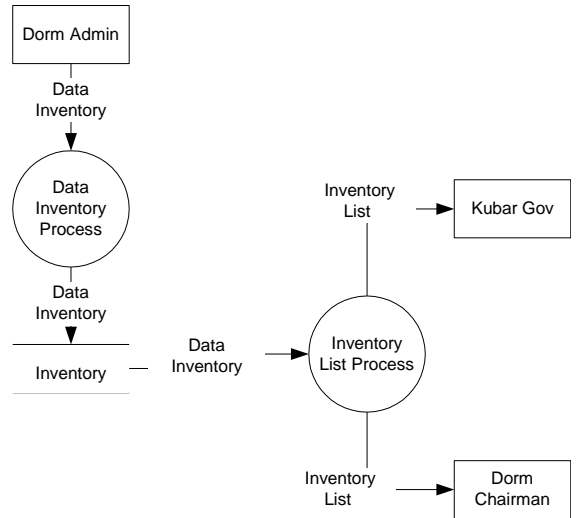 Dorm Admin
Data
Inventory
Data
Inventory
Process
Data
Inventory
Inventory
Data
Inventory
Inventory
List Process
Inventory
List
Kubar Gov
Inventory
List
Dorm
Chairman